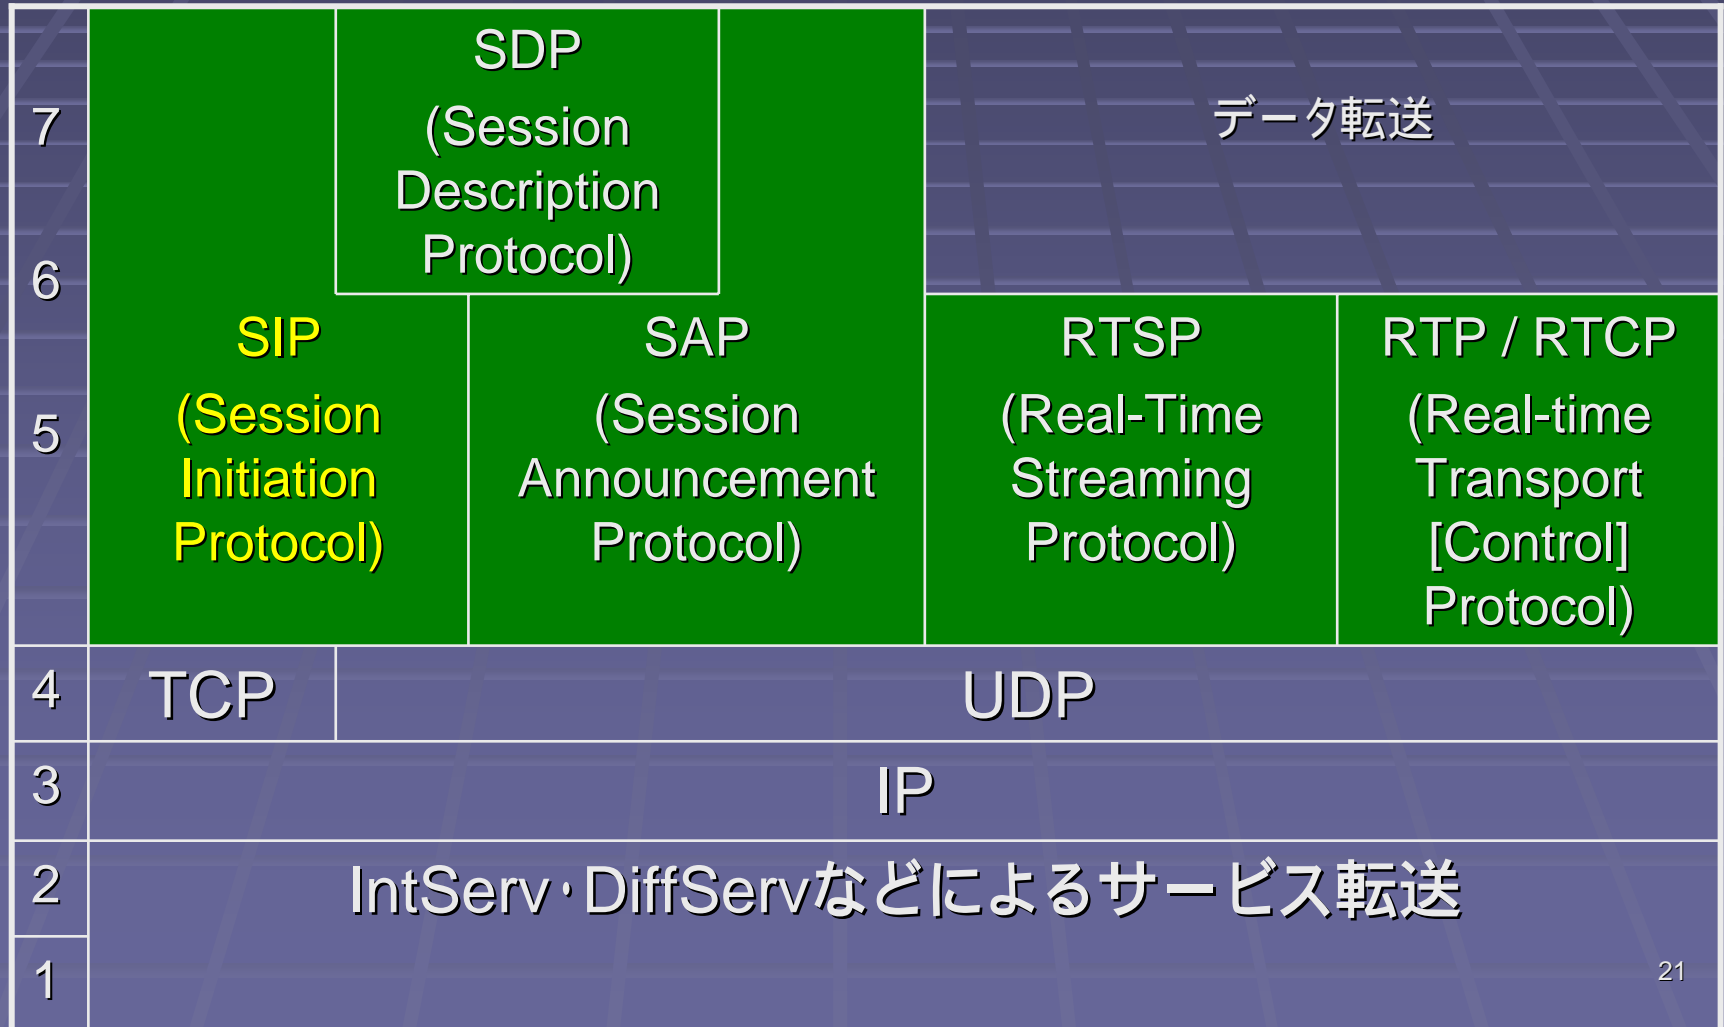 7
6
5
SDP
(Session
Description
Protocol)
データ転送
SIP
(Session
Initiation
Protocol)
SAP
(Session
Announcement
Protocol)
RTSP
(Real-Time
Streaming
Protocol)
RTP / RTCP
(Real-time
Transport
[Control]
Protocol)
4
TCP
UDP
3
IP
2
IntServ・DiffServなどによるサービス転送
1
21